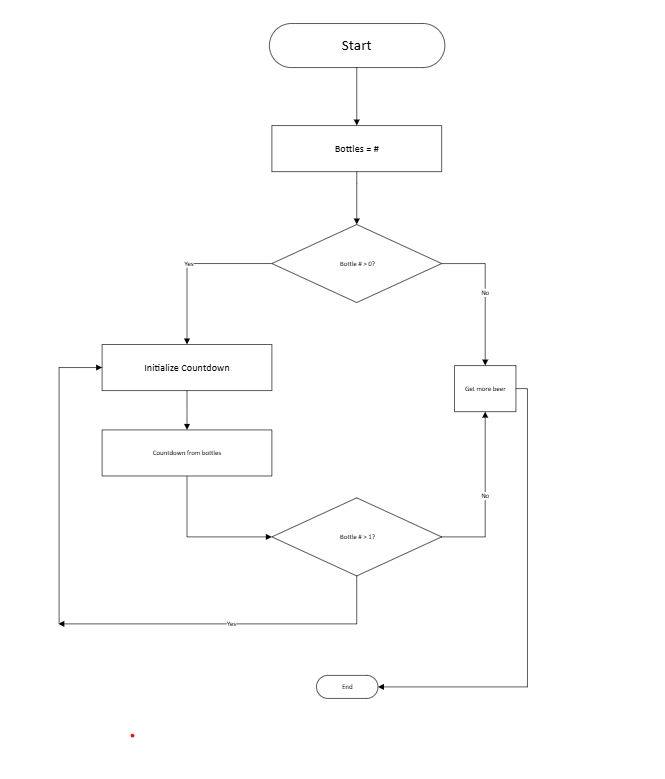 Start
Bottles = #
Bottle # > 0?
Yes
No
Initialize Countdown
Get more beer
Countdown from bottles
No
Bottle # > 1?
Yes
End